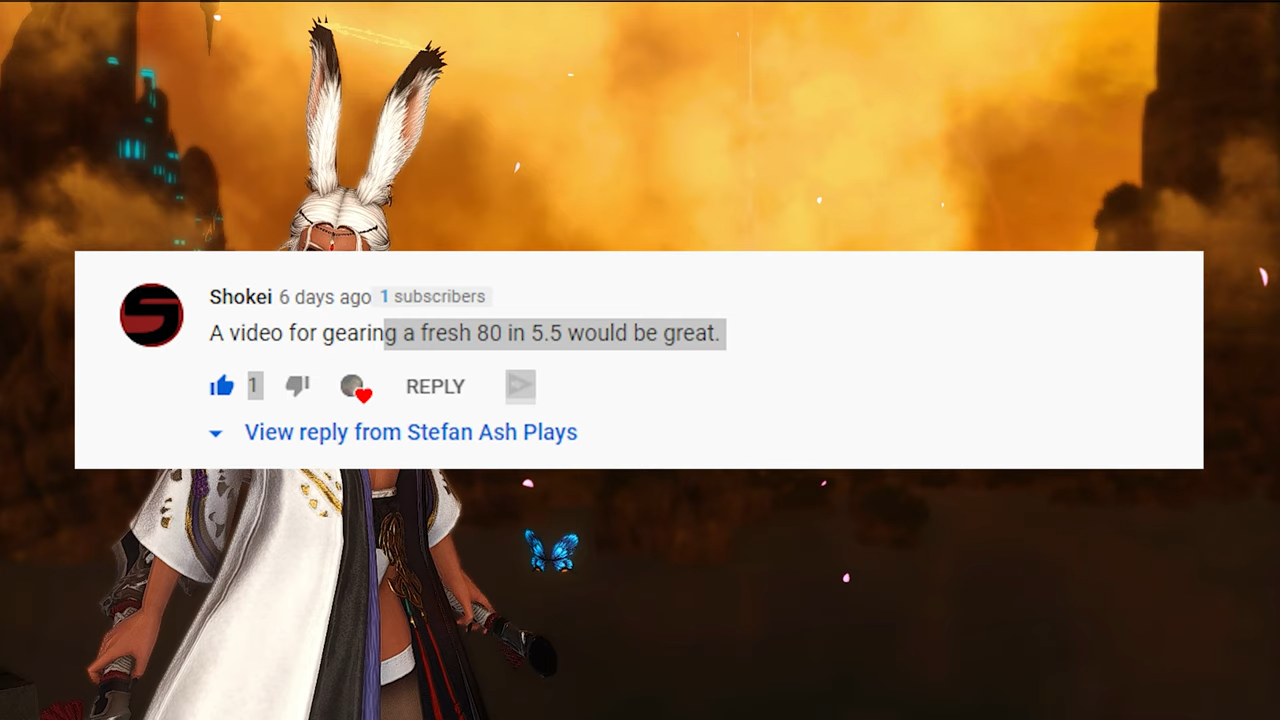 Shokei 6 days ago 1 subscribers
A video for gearing a fresh 80 in 5.5 would be great.
1 REPLY
View reply from Stefan Ash Plays